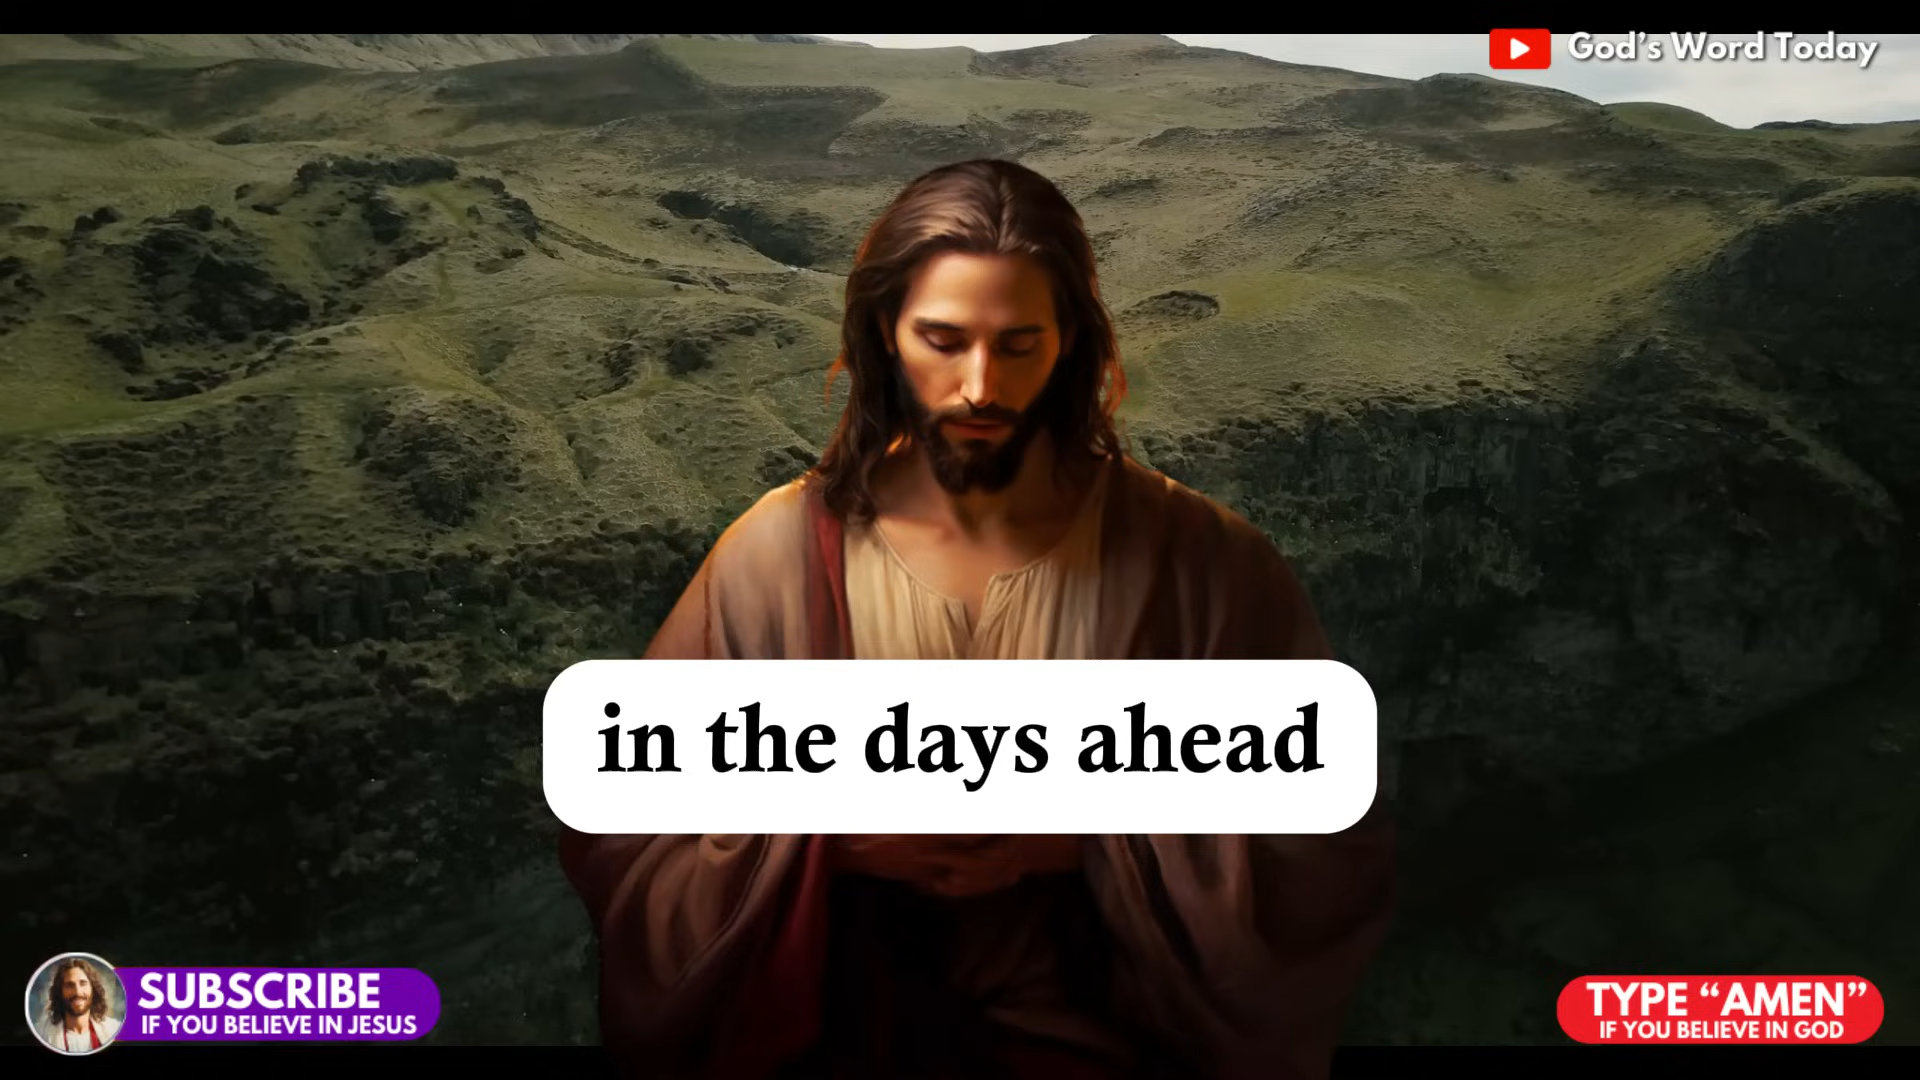 God's Word Today
in the days ahead
SUBSCRIBE
IF YOU BELIEVE IN JESUS
TYPE “AMEN”
IF YOU BELIEVE IN GOD